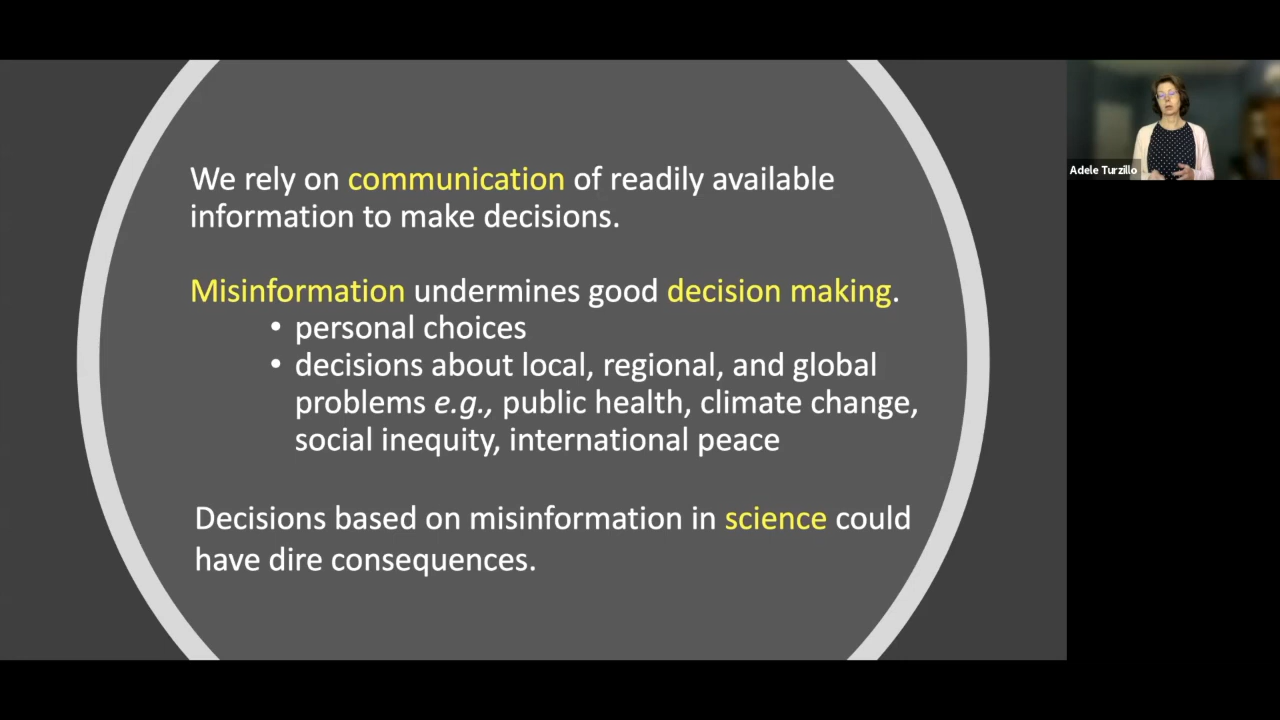 We rely on communication of readily available
information to make decisions.
Misinformation undermines good decision making.
• personal choices
• decisions about local, regional, and global
problems e.g., public health, climate change,
social inequity, international peace
Decisions based on misinformation in science could
have dire consequences.
Adele Turzillo